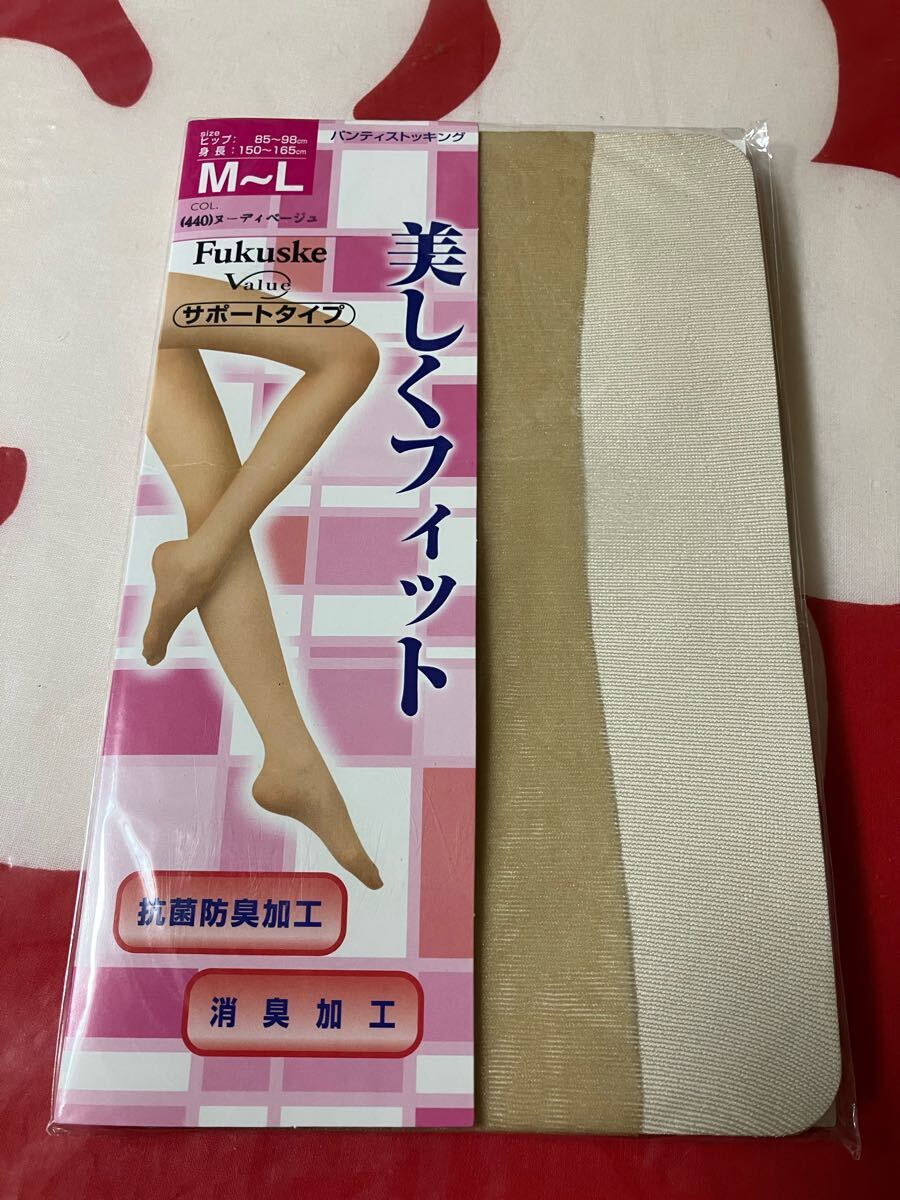 size
ヒップ: 85〜98cm
身長:150〜165cm
M〜L
パンティストッキング
COL.
(440)ヌーディベージュ
Fukuske
Value
サポートタイプ
美しくフィット
抗菌防臭加工
消臭加工